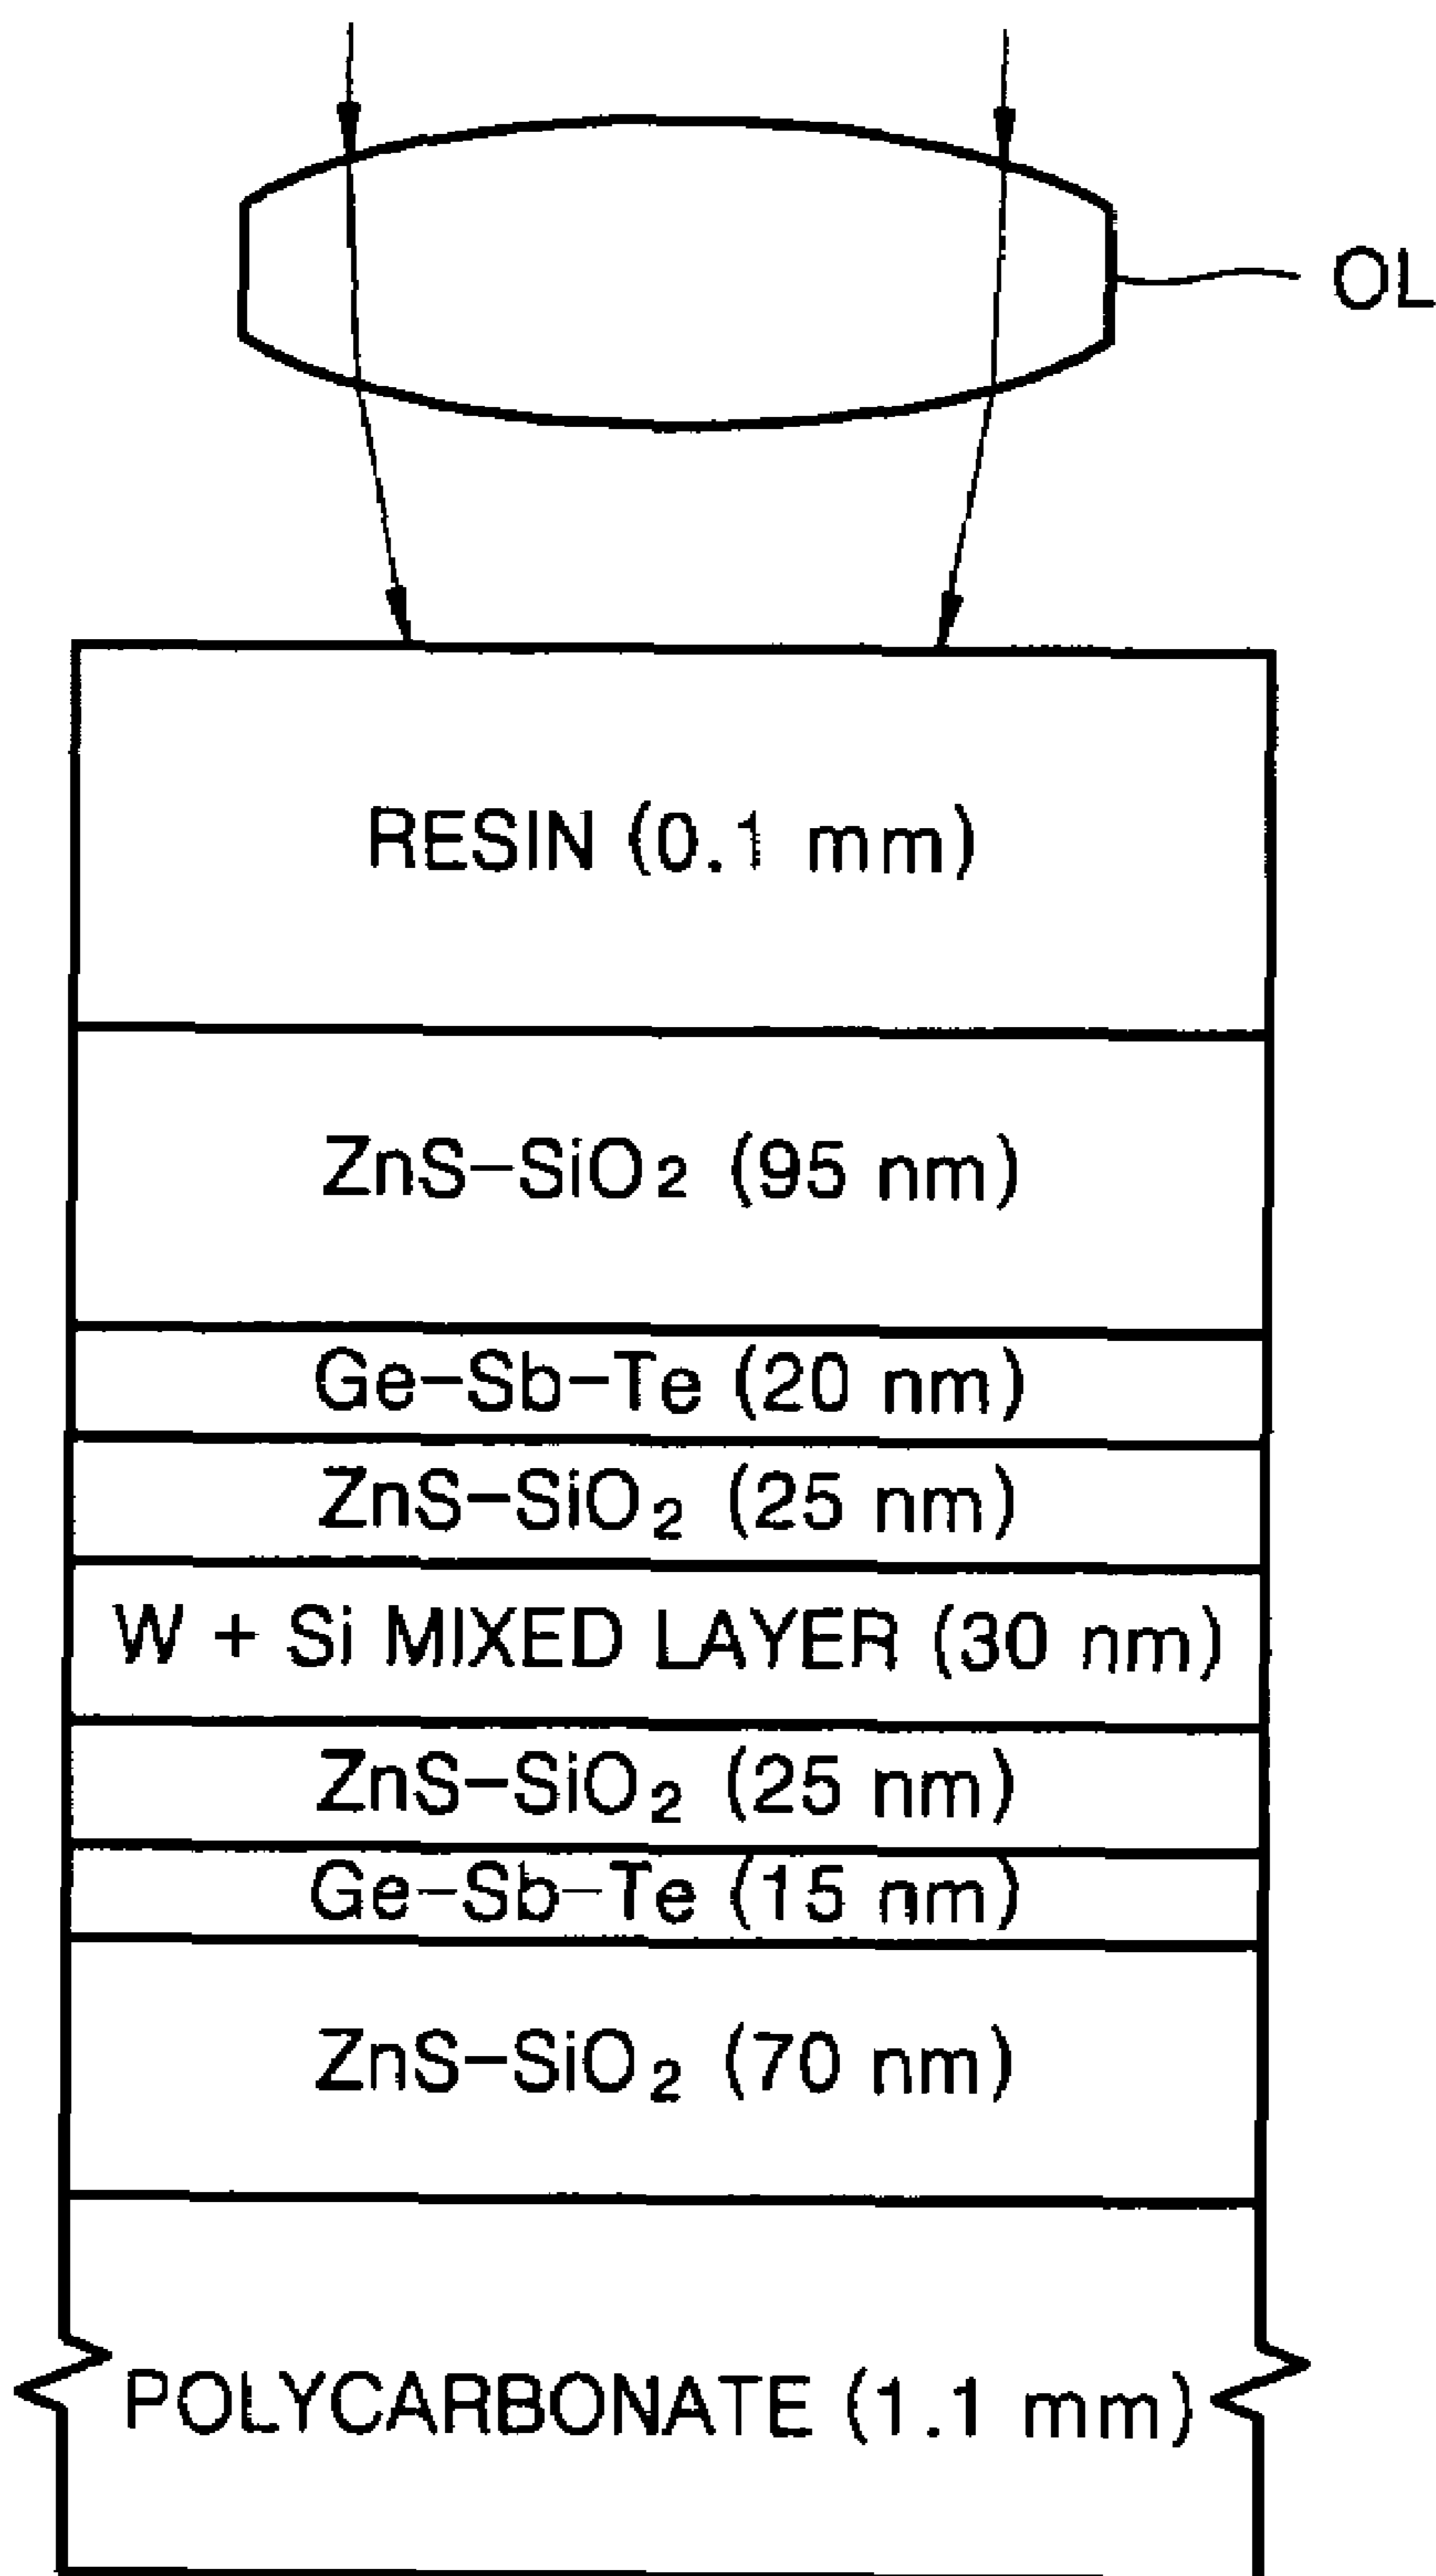 OL
RESIN (0.1 mm)
ZnS-SiO2 (95 nm)
Ge-Sb-Te (20 nm)
ZnS-SiO2 (25 nm)
W + Si MIXED LAYER (30 nm)
ZnS-SiO2 (25 nm)
Ge-Sb-Te (15 nm)
ZnS-SiO2 (70 nm)
POLYCARBONATE (1.1 mm)